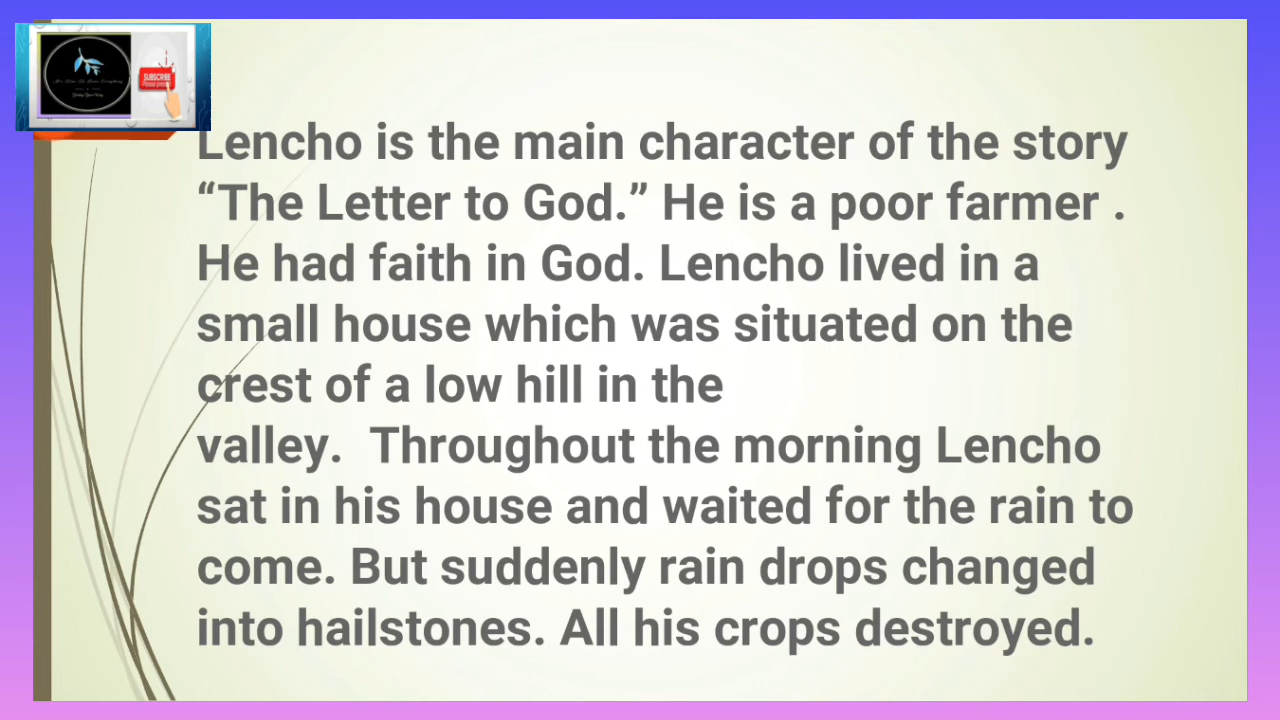 SUBSCRIBE
Lencho is the main character of the story
“The Letter to God.” He is a poor farmer .
He had faith in God. Lencho lived in a
small house which was situated on the
crest of a low hill in the
valley.  Throughout the morning Lencho
sat in his house and waited for the rain to
come. But suddenly rain drops changed
into hailstones. All his crops destroyed.